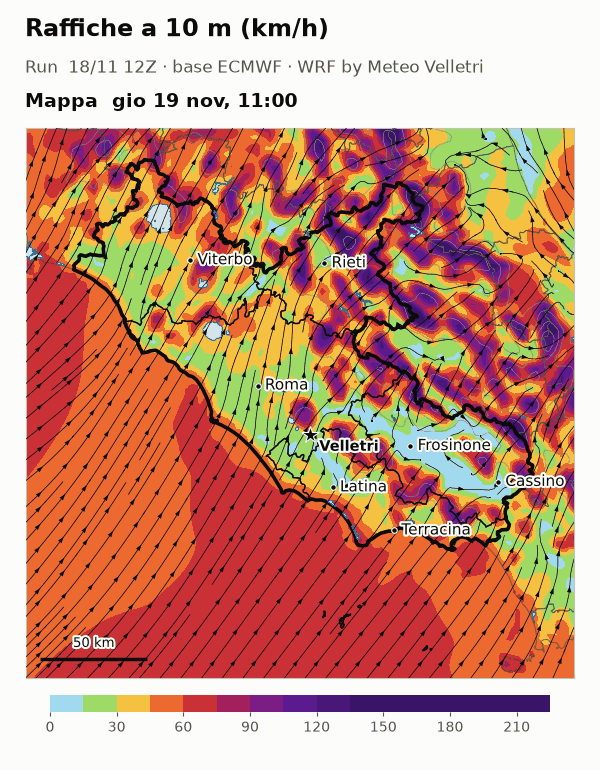 Raffiche a 10 m (km/h)
Run  18/11 12Z · base ECMWF · WRF by Meteo Velletri
Mappa  gio 19 nov, 11:00
Viterbo
Rieti
Roma
Velletri
Frosinone
Latina
Cassino
Terracina
50 km
0 30 60 90 120 150 180 210